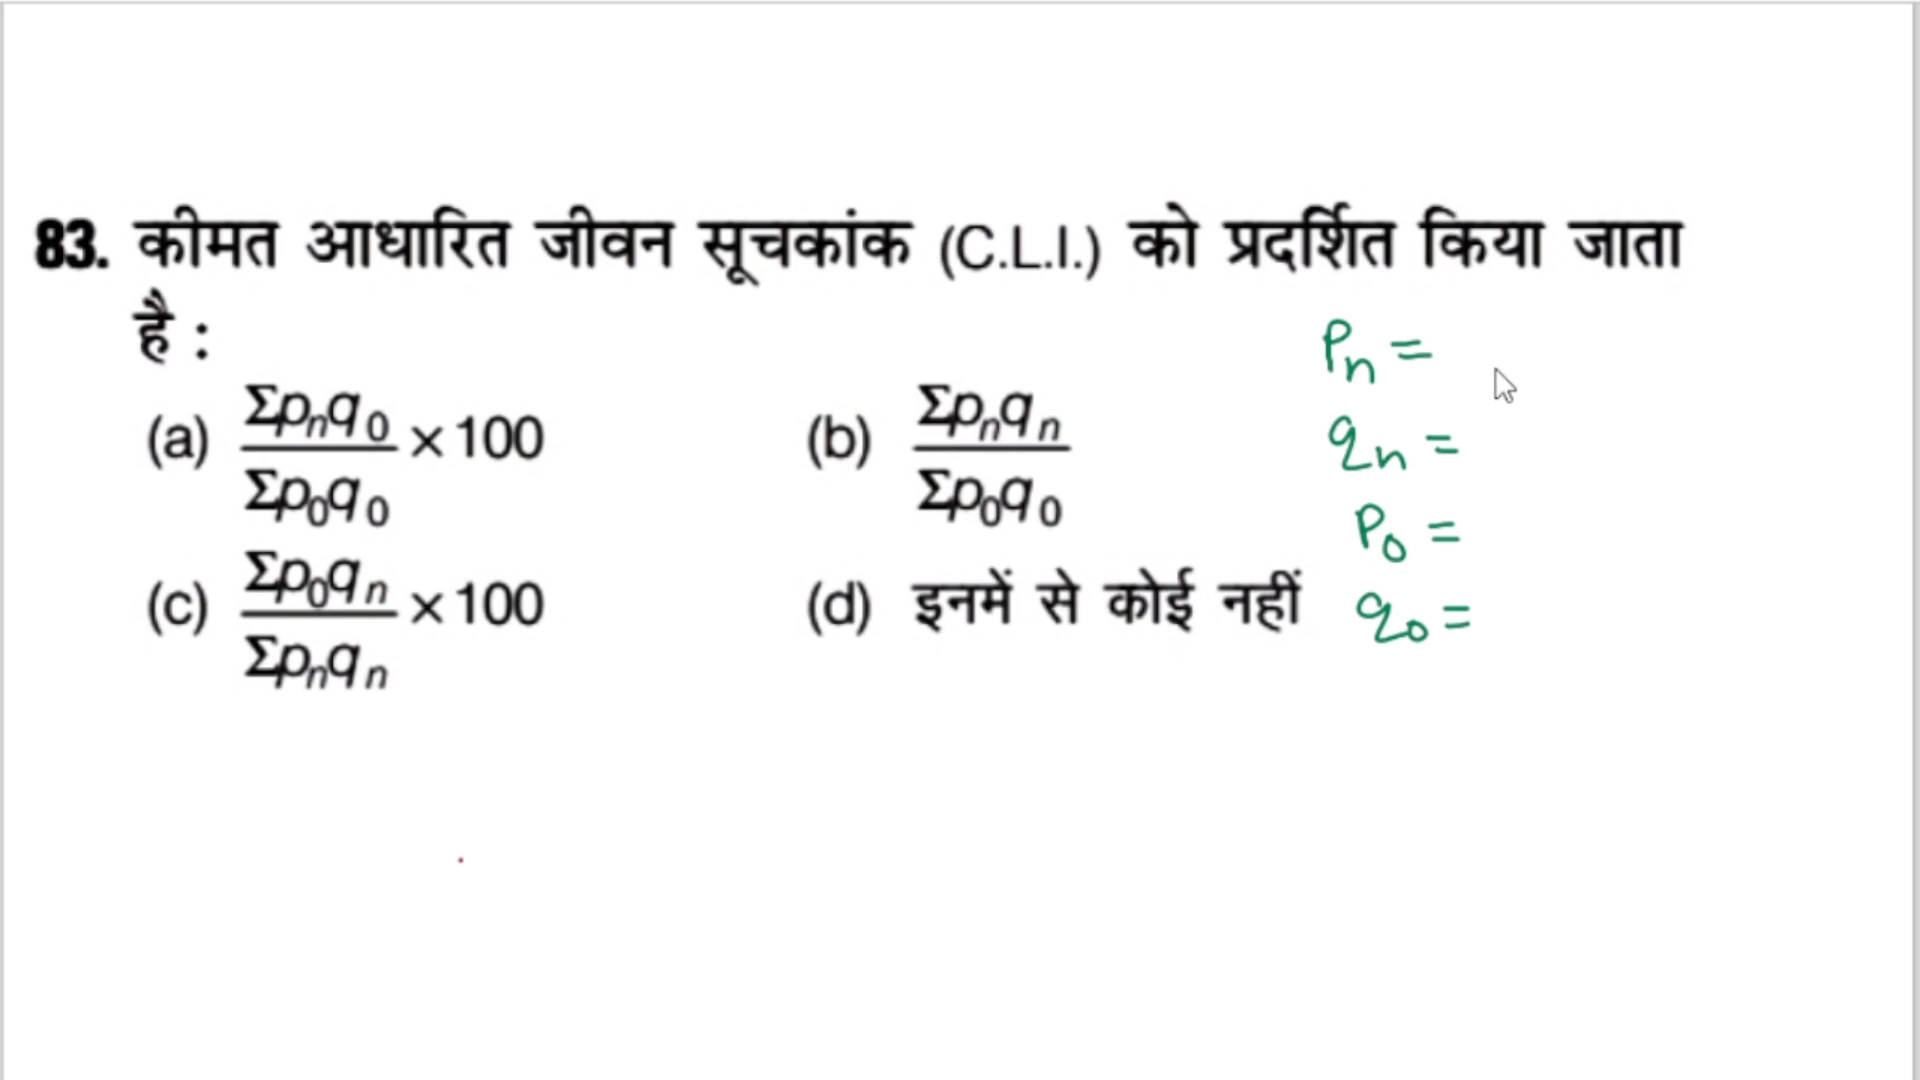 83. कीमत आधारित जीवन सूचकांक (C.L.I.) को प्रदर्शित किया जाता
है :
(a) Σpₙq₀ / Σp₀q₀ × 100
(b) Σpₙqₙ / Σp₀q₀
(c) Σp₀qₙ / Σpₙqₙ × 100
(d) इनमें से कोई नहीं
Pₙ =
qₙ =
P₀ =
q₀ =